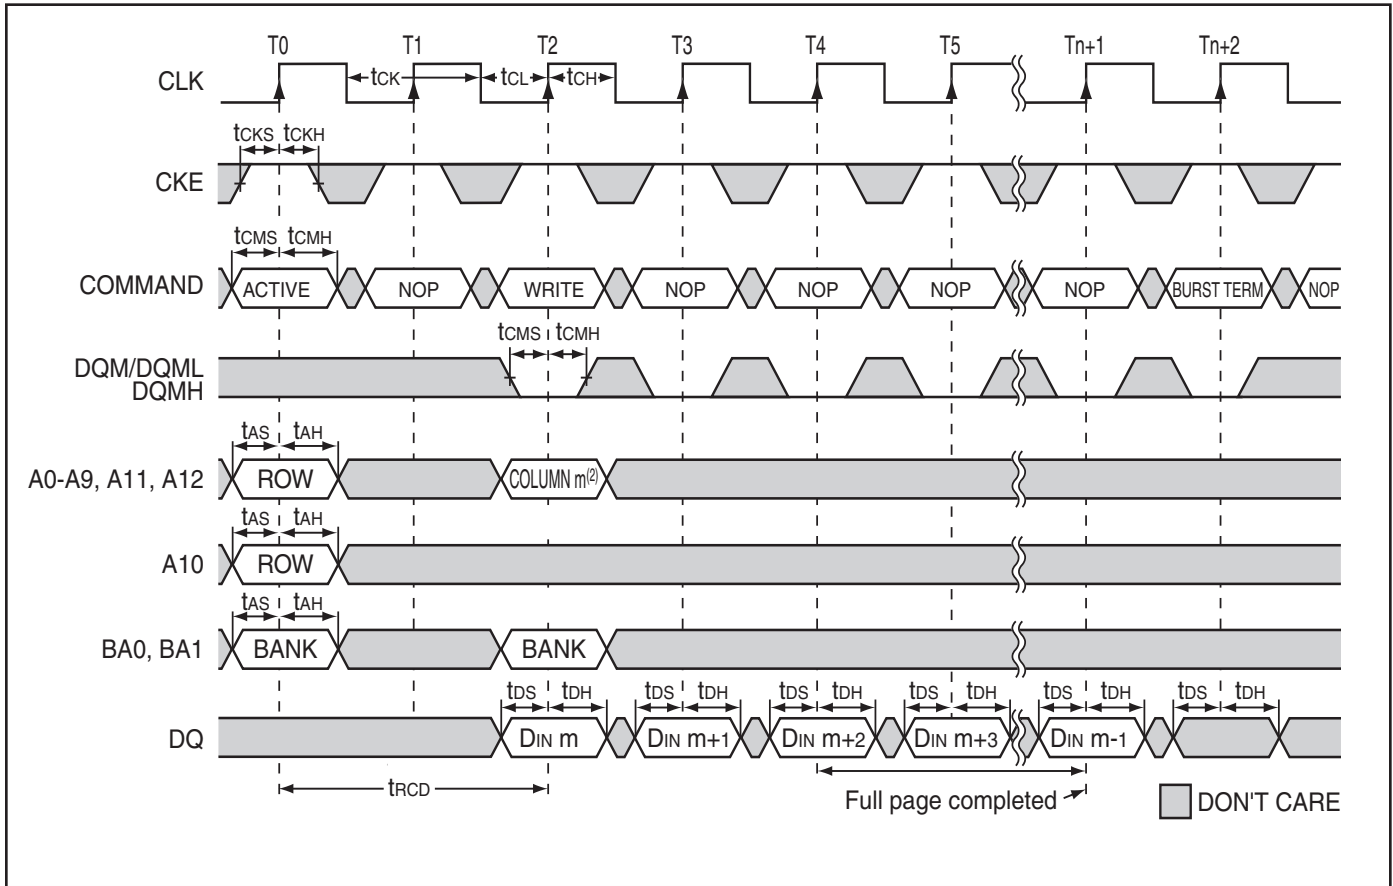 T0 T1 T2 T3 T4 T5 Tn+1 Tn+2
CLK
tCK tCL tCH
tCKS tCKH
CKE
tCMS tCMH
COMMAND ACTIVE NOP WRITE NOP NOP NOP NOP BURST TERM NOP
tCMS tCMH
DQM/DQML
DQMH
tAS tAH
A0-A9, A11, A12 ROW COLUMN m(2)
tAS tAH
A10 ROW
tAS tAH
BA0, BA1 BANK BANK
tDS tDH tDS tDH tDS tDH tDS tDH tDS tDH tDS tDH
DQ DIN m DIN m+1 DIN m+2 DIN m+3 DIN m-1
tRCD
Full page completed
DON'T CARE